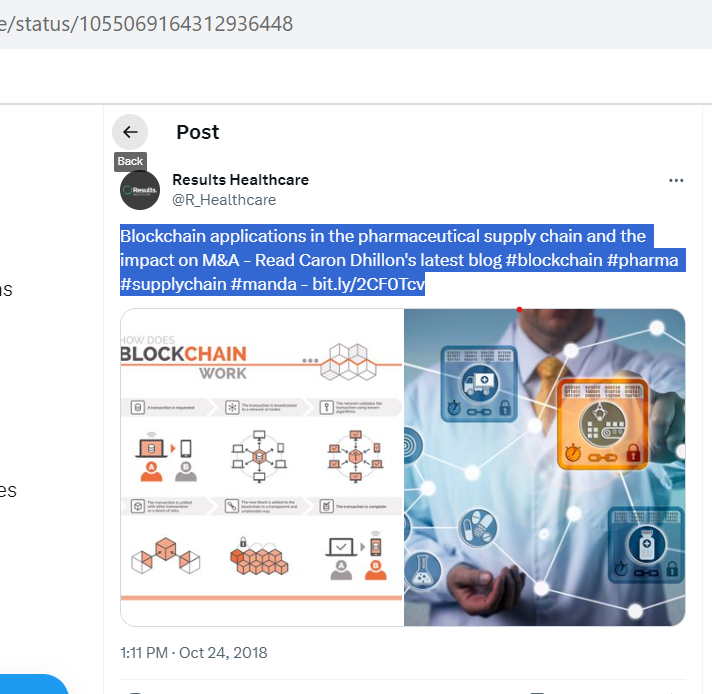 e/status/1055069164312936448
Post
Back
Results.
Results Healthcare
@R_Healthcare
Blockchain applications in the pharmaceutical supply chain and the
impact on M&A - Read Caron Dhillon's latest blog #blockchain #pharma
#supplychain #manda - bit.ly/2CF0Tcv
HOW DOES
BLOCKCHAIN
WORK
A transaction is requested
The transaction is broadcasted
to a network of nodes
The network validates the
transaction using known
algorithms
A
B
The transaction is unified
with other transactions
as a block of data
The new block is added to the
blockchain in a transparent and
unalterable way
The transaction is complete
A
B
as
es
1:11 PM · Oct 24, 2018